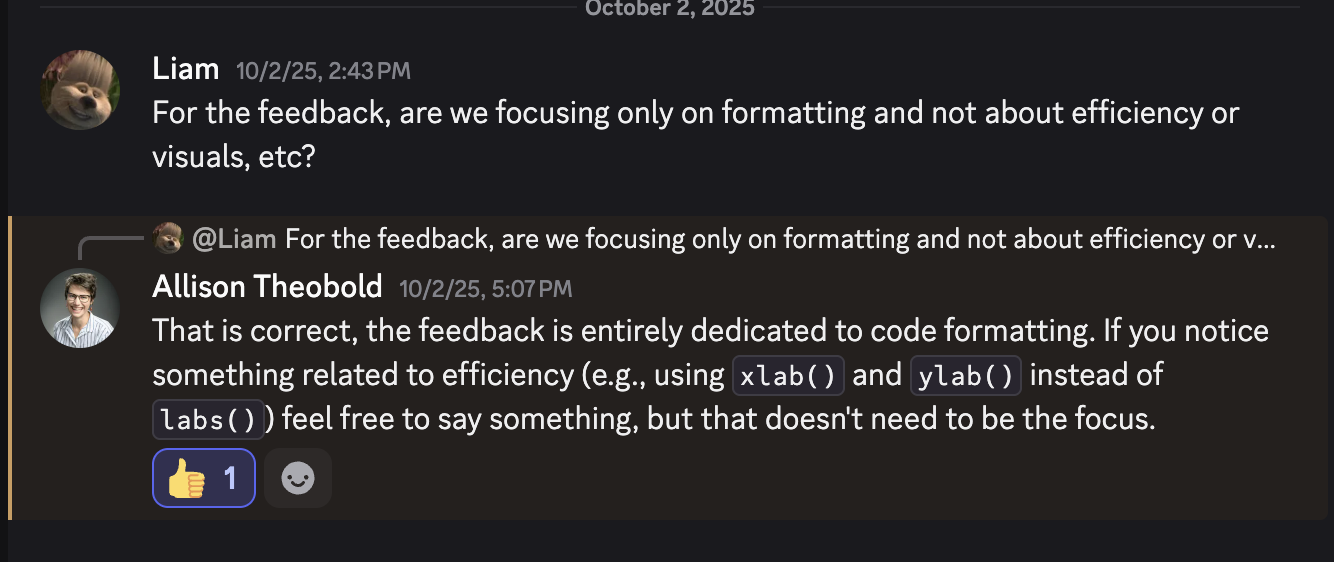 October 2, 2025
Liam 10/2/25, 2:43 PM
For the feedback, are we focusing only on formatting and not about efficiency or
visuals, etc?
@Liam For the feedback, are we focusing only on formatting and not about efficiency or v...
Allison Theobold 10/2/25, 5:07 PM
That is correct, the feedback is entirely dedicated to code formatting. If you notice
something related to efficiency (e.g., using xlab() and ylab() instead of
labs()) feel free to say something, but that doesn't need to be the focus.
👍 1